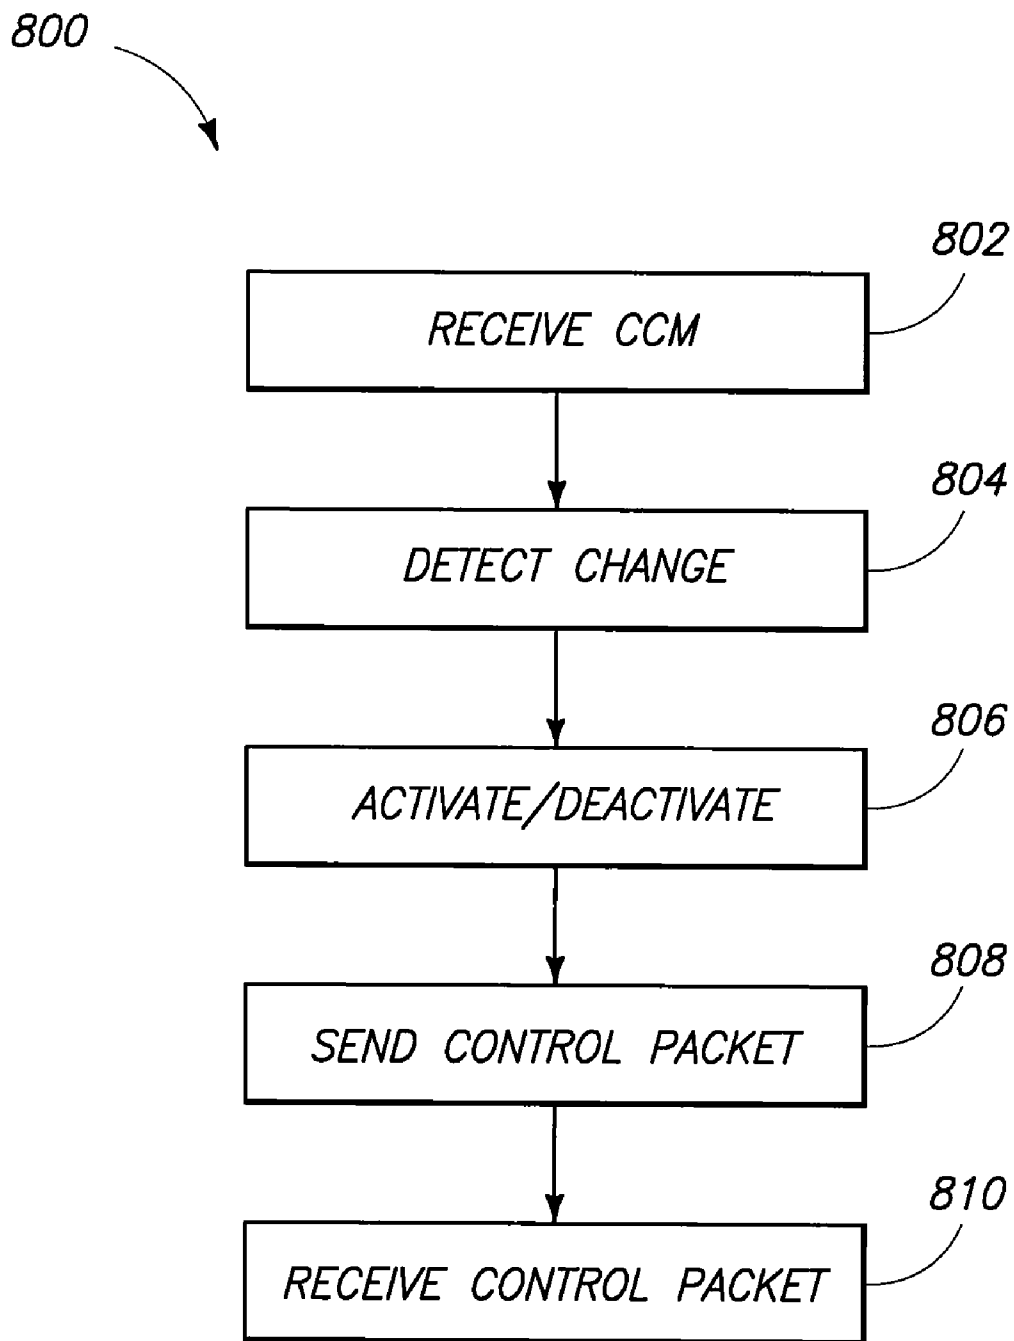 800
802
RECEIVE CCM
804
DETECT CHANGE
806
ACTIVATE/DEACTIVATE
808
SEND CONTROL PACKET
810
RECEIVE CONTROL PACKET